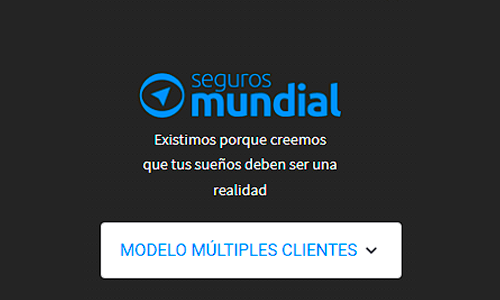 seguros
mundial
Existimos porque creemos
que tus sueños deben ser una
realidad
MODELO MÚLTIPLES CLIENTES